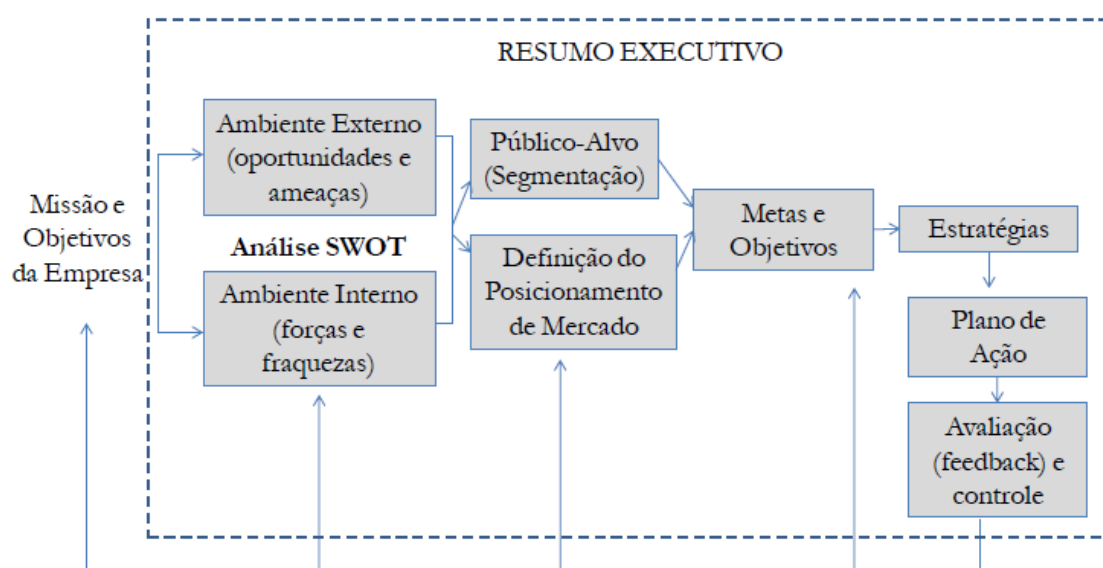 RESUMO EXECUTIVO
Missão e
Objetivos
da Empresa
Ambiente Externo
(oportunidades e
ameaças)
Análise SWOT
Ambiente Interno
(forças e
fraquezas)
Público-Alvo
(Segmentação)
Definição do
Posicionamento
de Mercado
Metas e
Objetivos
Estratégias
Plano de
Ação
Avaliação
(feedback) e
controle